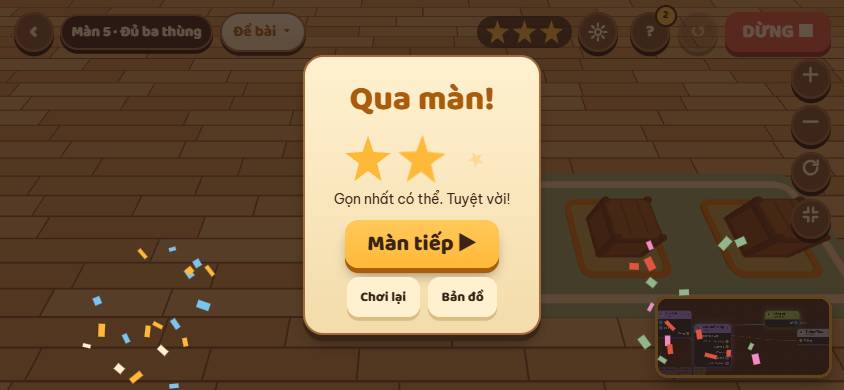 Màn 5 · Đủ ba thùng
Đề bài
?
2
DỪNG
Qua màn!
Gọn nhất có thể. Tuyệt vời!
Màn tiếp
Chơi lại
Bản đồ